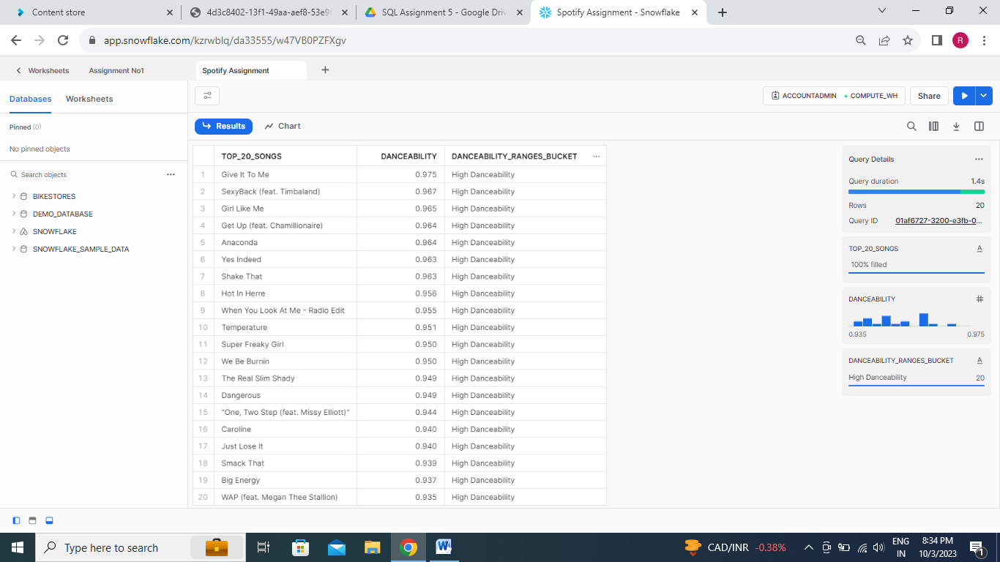 Content store
4d3c8402-13f1-49aa-aef8-53e9
SQL Assignment 5 - Google Driv
Spotify Assignment - Snowflake
app.snowflake.com/kzrwblq/da33555/w47VB0PZFXgv
R
Worksheets
Assignment No1
Spotify Assignment
Databases Worksheets
ACCOUNTADMIN COMPUTE_WH
Share
Results Chart
Pinned (0)
No pinned objects
Search objects
BIKESTORES
DEMO_DATABASE
SNOWFLAKE
SNOWFLAKE_SAMPLE_DATA
TOP_20_SONGS DANCEABILITY DANCEABILITY_RANGES_BUCKET ...
1 Give It To Me 0.975 High Danceability
2 SexyBack (feat. Timbaland) 0.967 High Danceability
3 Girl Like Me 0.965 High Danceability
4 Get Up (feat. Chamillionaire) 0.964 High Danceability
5 Anaconda 0.964 High Danceability
6 Yes Indeed 0.963 High Danceability
7 Shake That 0.963 High Danceability
8 Hot In Herre 0.956 High Danceability
9 When You Look At Me - Radio Edit 0.955 High Danceability
10 Temperature 0.951 High Danceability
11 Super Freaky Girl 0.950 High Danceability
12 We Be Burnin 0.950 High Danceability
13 The Real Slim Shady 0.949 High Danceability
14 Dangerous 0.949 High Danceability
15 "One, Two Step (feat. Missy Elliott)" 0.944 High Danceability
16 Caroline 0.940 High Danceability
17 Just Lose It 0.940 High Danceability
18 Smack That 0.939 High Danceability
19 Big Energy 0.937 High Danceability
20 WAP (feat. Megan Thee Stallion) 0.935 High Danceability
Query Details
Query duration 1.4s
Rows 20
Query ID 01af6727-3200-e3fb-0...
TOP_20_SONGS A
100% filled
DANCEABILITY #
0.935 0.975
DANCEABILITY_RANGES_BUCKET A
High Danceability 20
Type here to search
W
CAD/INR -0.38%
ENG
IN
8:34 PM
10/3/2023
1